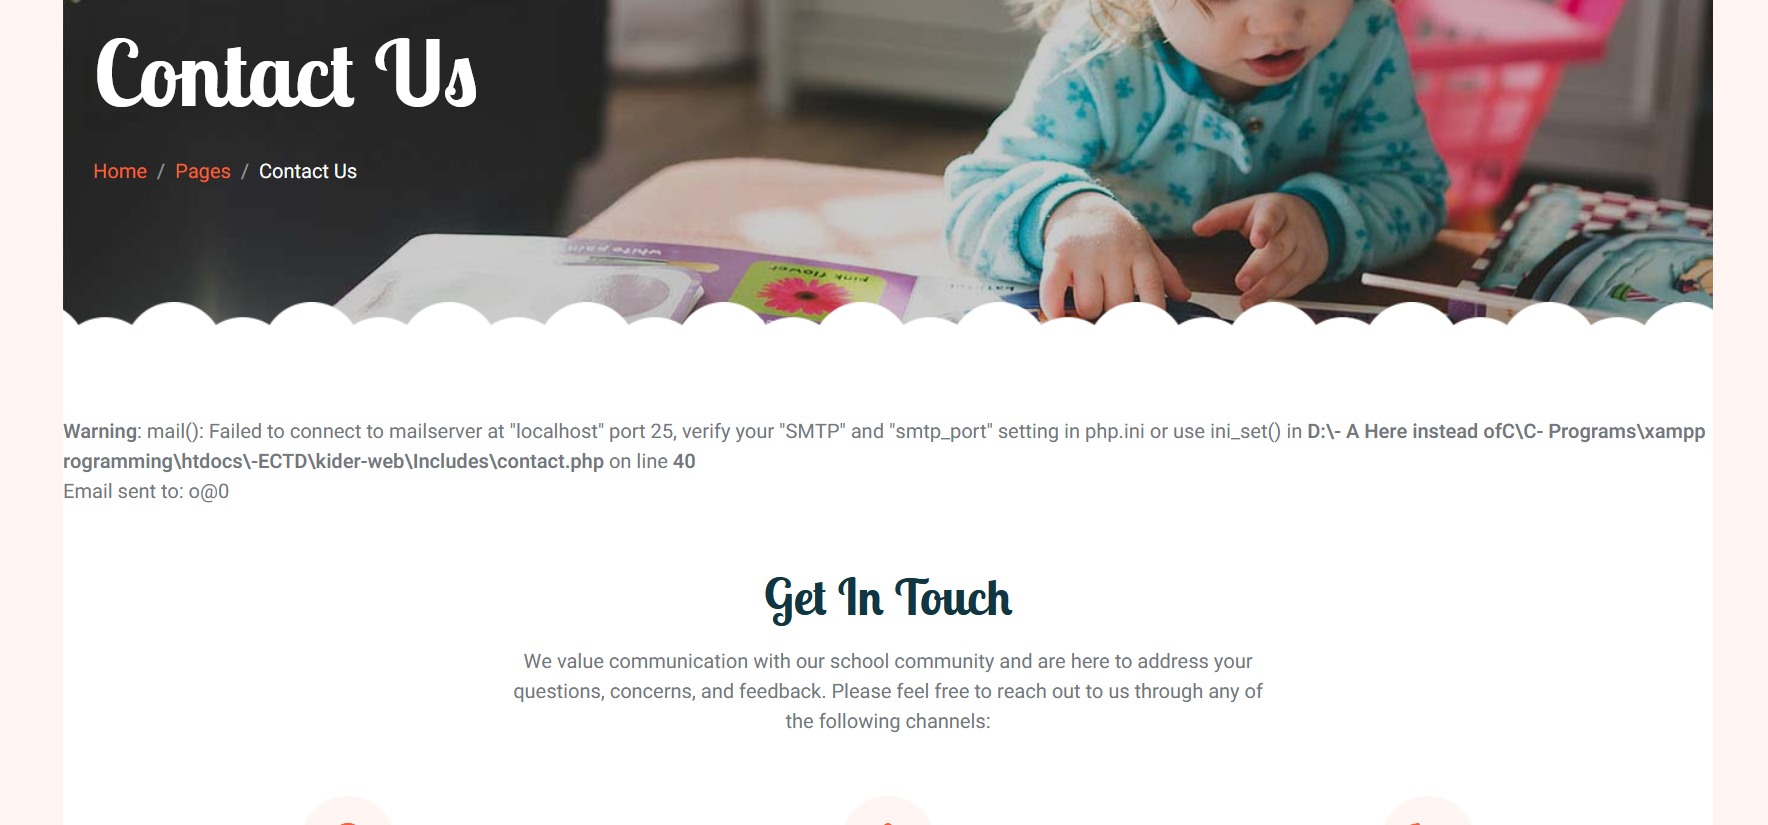 Contact Us
Home / Pages / Contact Us
white paint
pink flower
Warning: mail(): Failed to connect to mailserver at "localhost" port 25, verify your "SMTP" and "smtp_port" setting in php.ini or use ini_set() in D:\- A Here instead ofC\C- Programs\xampp
rogramming\htdocs\-ECTD\kider-web\Includes\contact.php on line 40
Email sent to: o@0
Get In Touch
We value communication with our school community and are here to address your
questions, concerns, and feedback. Please feel free to reach out to us through any of
the following channels: